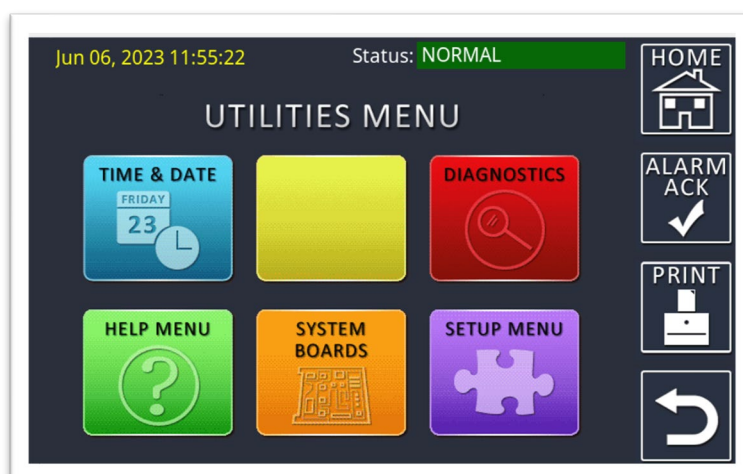 Jun 06, 2023 11:55:22 Status: NORMAL
HOME
UTILITIES MENU
TIME & DATE
FRIDAY
23
DIAGNOSTICS
ALARM
ACK
PRINT
HELP MENU
?
SYSTEM
BOARDS
SETUP MENU